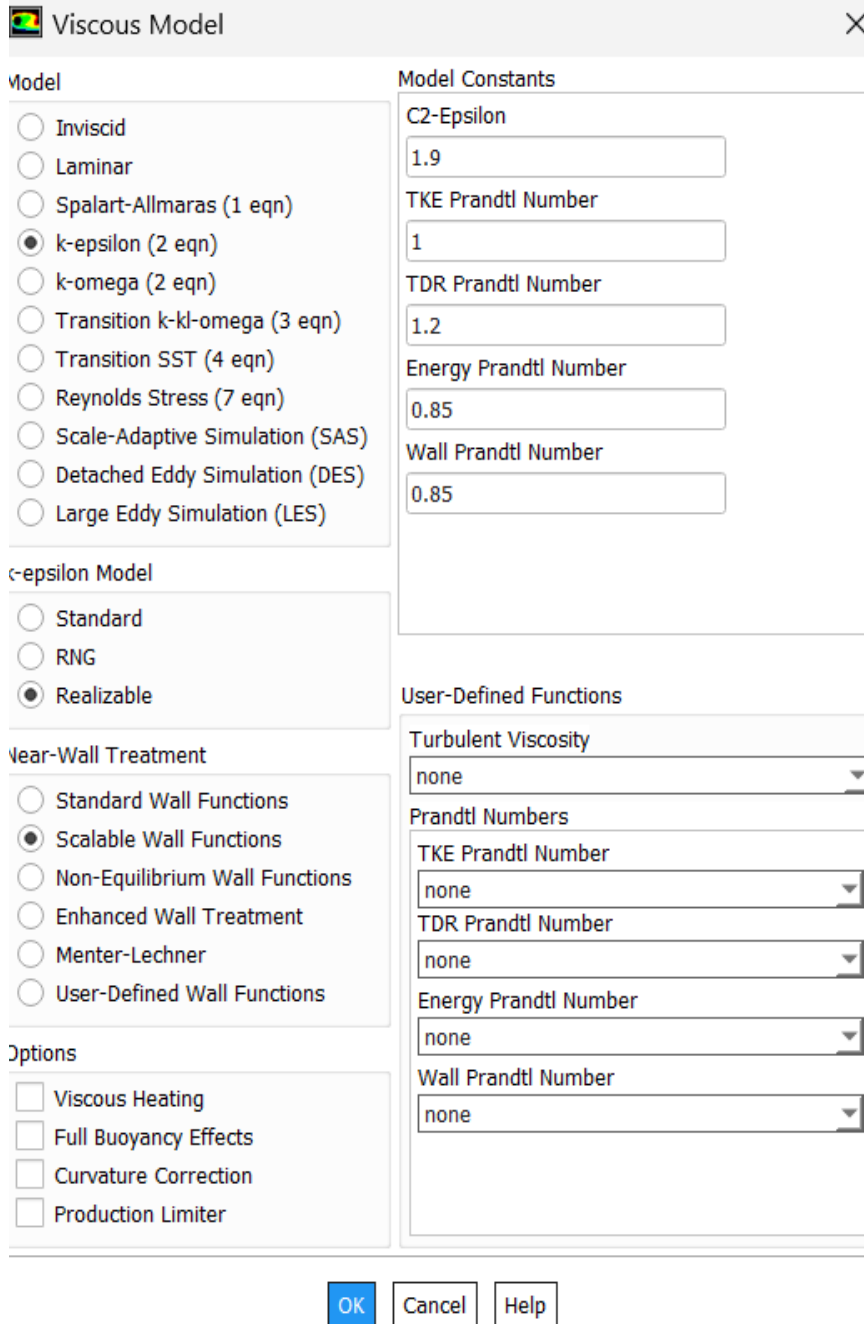 Viscous Model
Model
Inviscid
Laminar
Spalart-Allmaras (1 eqn)
k-epsilon (2 eqn)
k-omega (2 eqn)
Transition k-kl-omega (3 eqn)
Transition SST (4 eqn)
Reynolds Stress (7 eqn)
Scale-Adaptive Simulation (SAS)
Detached Eddy Simulation (DES)
Large Eddy Simulation (LES)
k-epsilon Model
Standard
RNG
Realizable
Near-Wall Treatment
Standard Wall Functions
Scalable Wall Functions
Non-Equilibrium Wall Functions
Enhanced Wall Treatment
Menter-Lechner
User-Defined Wall Functions
Options
Viscous Heating
Full Buoyancy Effects
Curvature Correction
Production Limiter
Model Constants
C2-Epsilon
1.9
TKE Prandtl Number
1
TDR Prandtl Number
1.2
Energy Prandtl Number
0.85
Wall Prandtl Number
0.85
User-Defined Functions
Turbulent Viscosity
none
Prandtl Numbers
TKE Prandtl Number
none
TDR Prandtl Number
none
Energy Prandtl Number
none
Wall Prandtl Number
none
OK Cancel Help